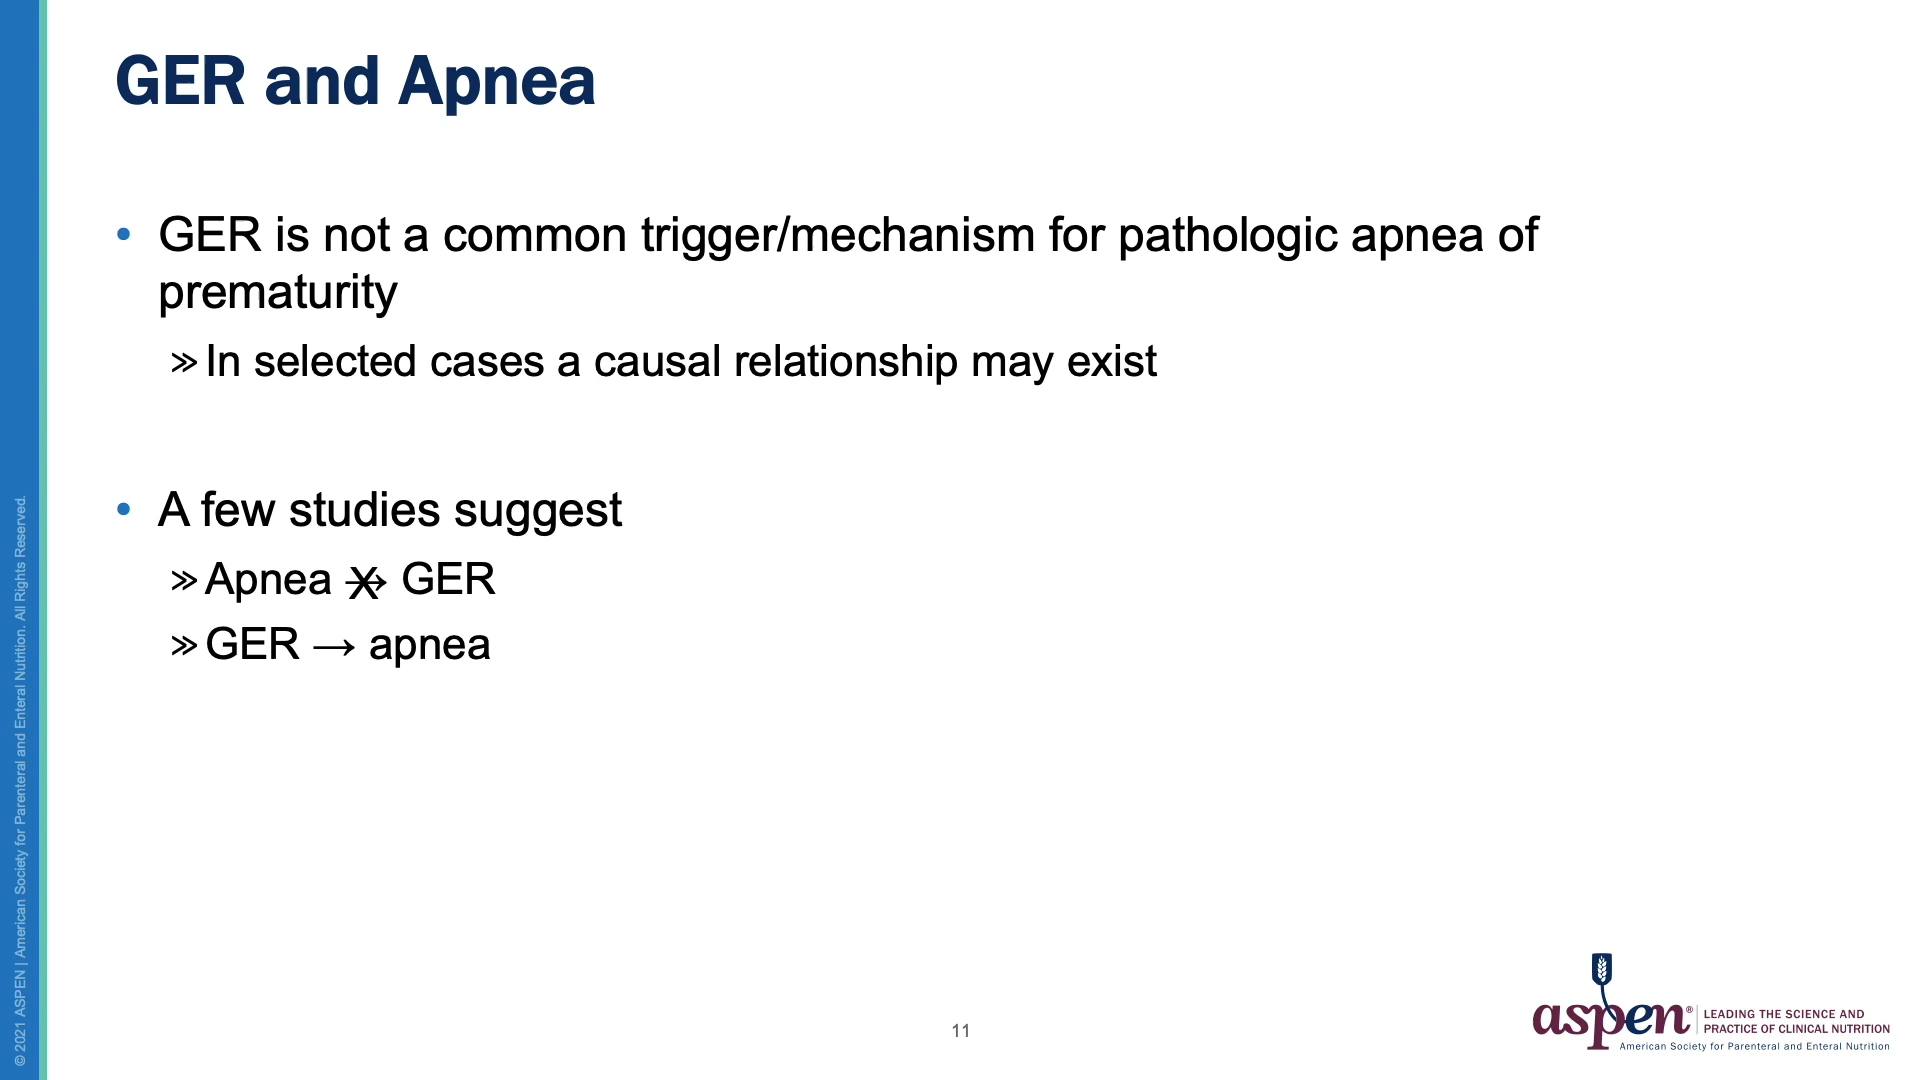 GER and Apnea
• GER is not a common trigger/mechanism for pathologic apnea of
prematurity
» In selected cases a causal relationship may exist
• A few studies suggest
» Apnea →X GER
» GER → apnea
© 2021 ASPEN | American Society for Parenteral and Enteral Nutrition. All Rights Reserved.
11
aspen®
LEADING THE SCIENCE AND
PRACTICE OF CLINICAL NUTRITION
American Society for Parenteral and Enteral Nutrition